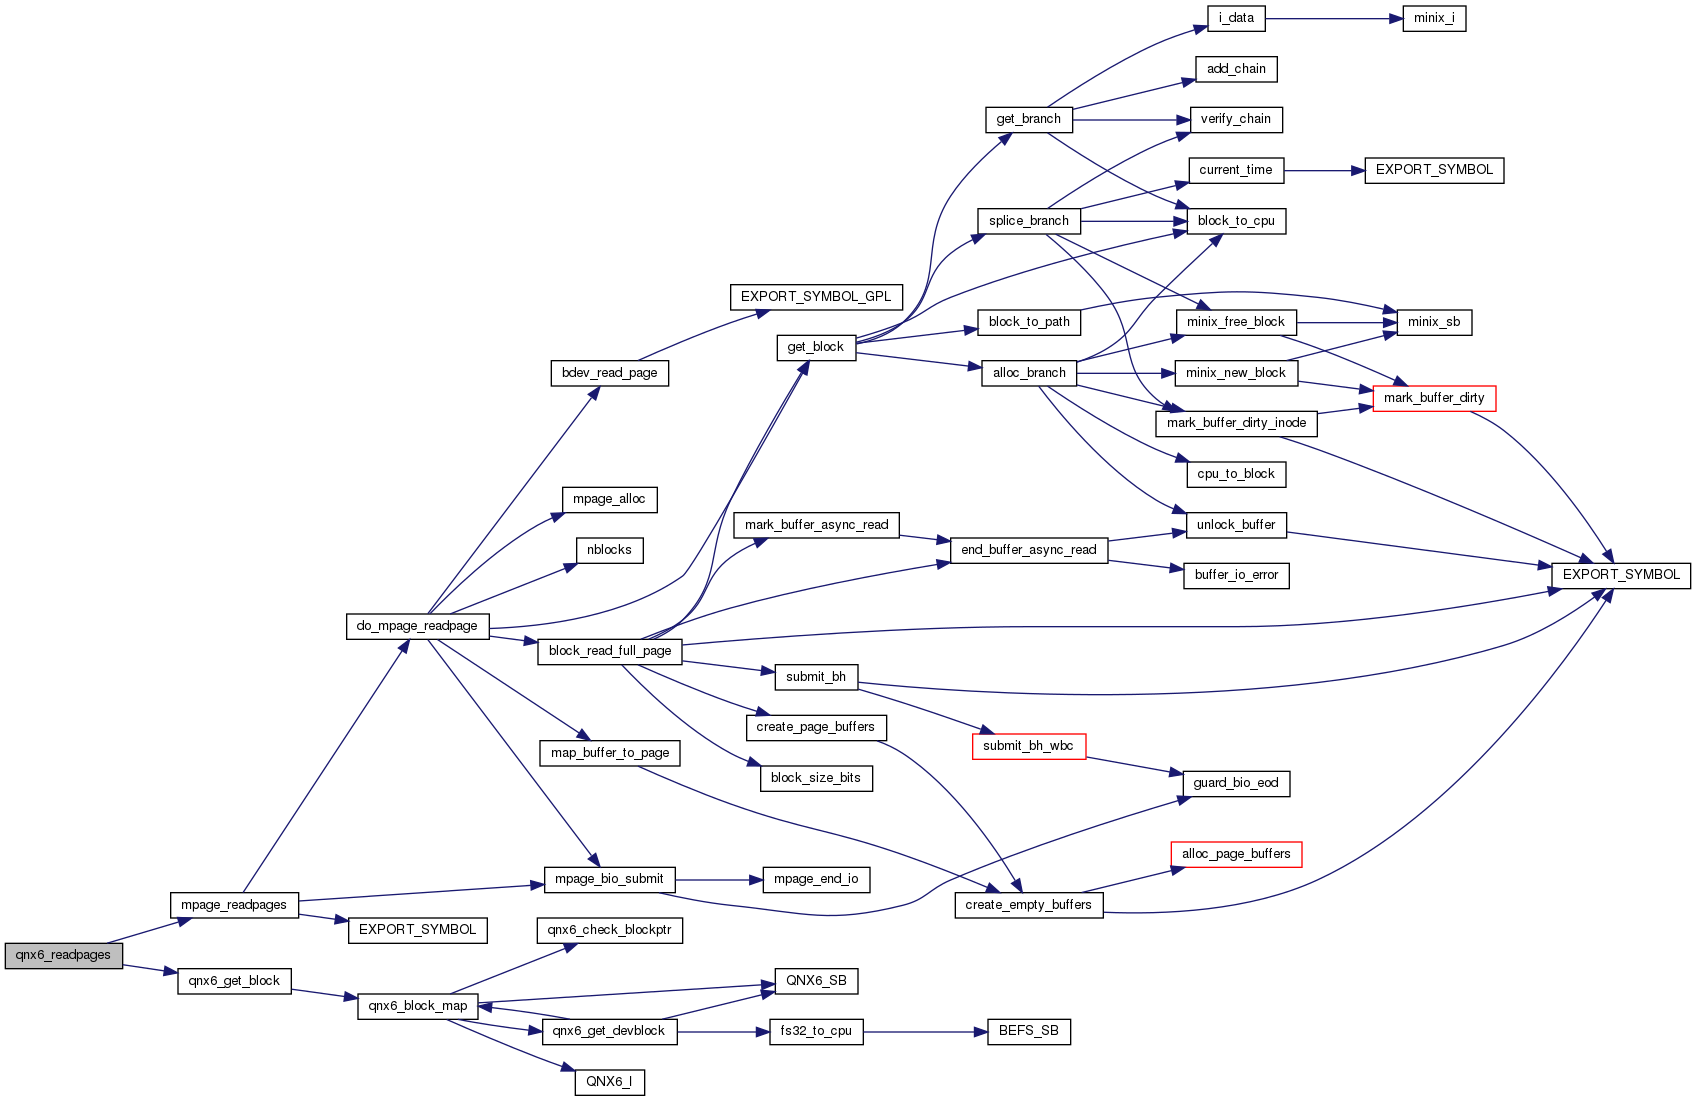 i_data
minix_i
add_chain
get_branch
verify_chain
current_time
EXPORT_SYMBOL
splice_branch
block_to_cpu
EXPORT_SYMBOL_GPL
block_to_path
minix_free_block
minix_sb
get_block
bdev_read_page
alloc_branch
minix_new_block
mark_buffer_dirty
mark_buffer_dirty_inode
cpu_to_block
mpage_alloc
mark_buffer_async_read
unlock_buffer
nblocks
end_buffer_async_read
buffer_io_error
EXPORT_SYMBOL
do_mpage_readpage
block_read_full_page
submit_bh
create_page_buffers
map_buffer_to_page
submit_bh_wbc
block_size_bits
guard_bio_eod
alloc_page_buffers
mpage_bio_submit
mpage_end_io
mpage_readpages
create_empty_buffers
EXPORT_SYMBOL
qnx6_check_blockptr
qnx6_readpages
qnx6_get_block
QNX6_SB
qnx6_block_map
qnx6_get_devblock
fs32_to_cpu
BEFS_SB
QNX6_I